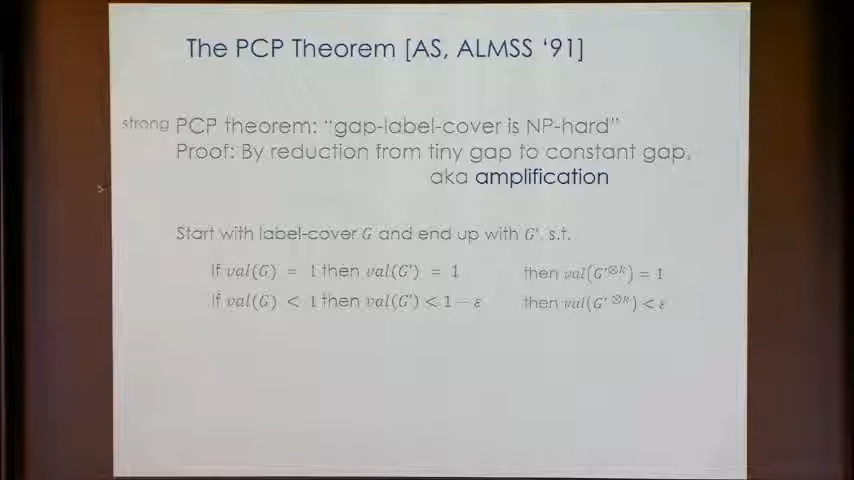 The PCP Theorem [AS, ALMSS ‘91]
strong PCP theorem: “gap-label-cover is NP-hard”
Proof: By reduction from tiny gap to constant gap,
aka amplification
Start with label-cover G and end up with G'. s.t.
If val(G) = 1 then val(G') = 1 then val(G'⊗k) = 1
If val(G) < 1 then val(G') < 1 − ε then val(G'⊗k) < ε